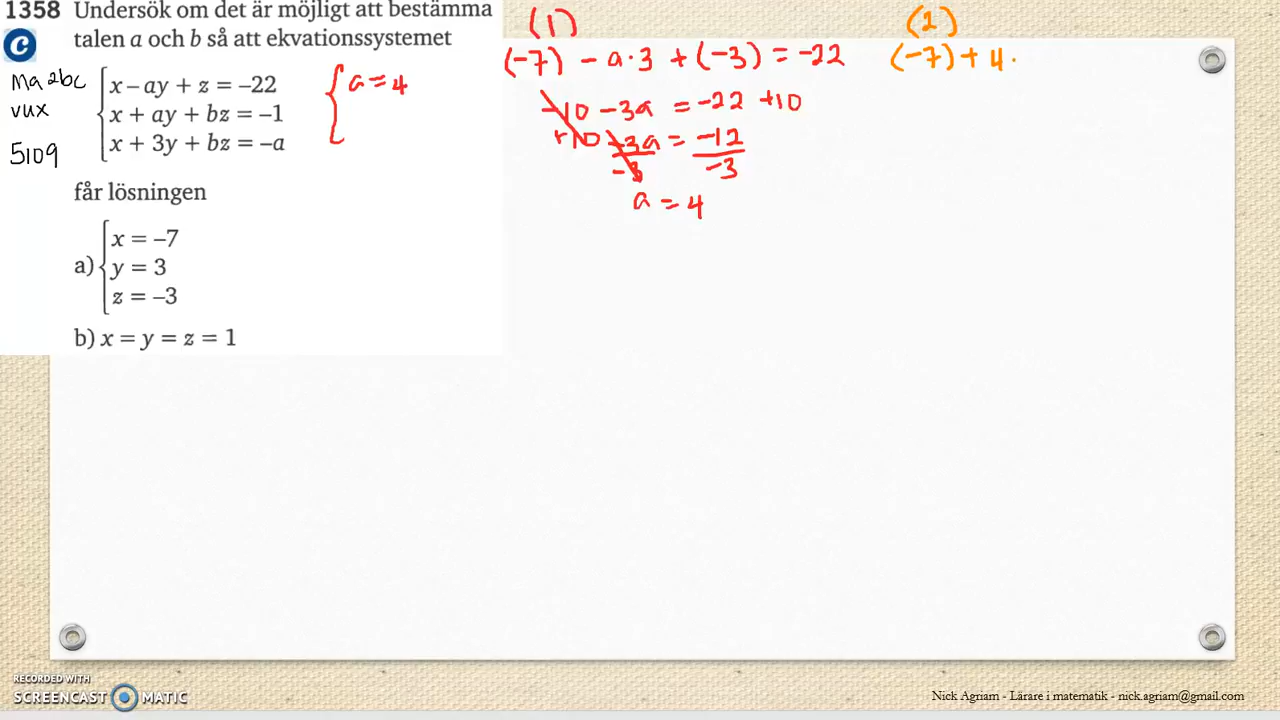 1358 Undersök om det är möjligt att bestämma
talen a och b så att ekvationssystemet
C
Ma2bc
vux
5109
x – ay + z = –22
x + ay + bz = –1
x + 3y + bz = –a
a = 4
får lösningen
a) x = –7
y = 3
z = –3
b) x = y = z = 1
(1)
(-7) - a·3 + (-3) = -22
-10 -3a = -22 +10
+10 -3a = -12
-3 -3
a = 4
(2)
(-7) + 4·
RECORDED WITH
SCREENCAST MATIC
Nick Agriam - Lärare i matematik - nick.agriam@gmail.com